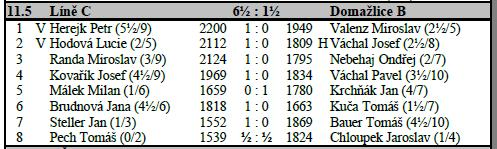 11.5 Líně C 6½ : 1½ Domažlice B
1 V Herejk Petr (5½/9) 2200 1 : 0 1949 Valenz Miroslav (2½/5)
2 V Hodová Lucie (2/5) 2112 1 : 0 1809 H Váchal Josef (2½/8)
3 Randa Miroslav (3/9) 2124 1 : 0 1795 Nebehaj Ondřej (2/7)
4 Kovařík Josef (4½/9) 1969 1 : 0 1834 Váchal Pavel (3½/10)
5 Málek Milan (1/6) 1659 0 : 1 1780 Krchňák Jan (4/7)
6 Brudnová Jana (4½/6) 1818 1 : 0 1663 Kuča Tomáš (1½/7)
7 Steller Jan (1/3) 1552 1 : 0 1869 Bauer Tomáš (4½/10)
8 Pech Tomáš (0/2) 1539 ½ : ½ 1824 Chloupek Jaroslav (1/4)